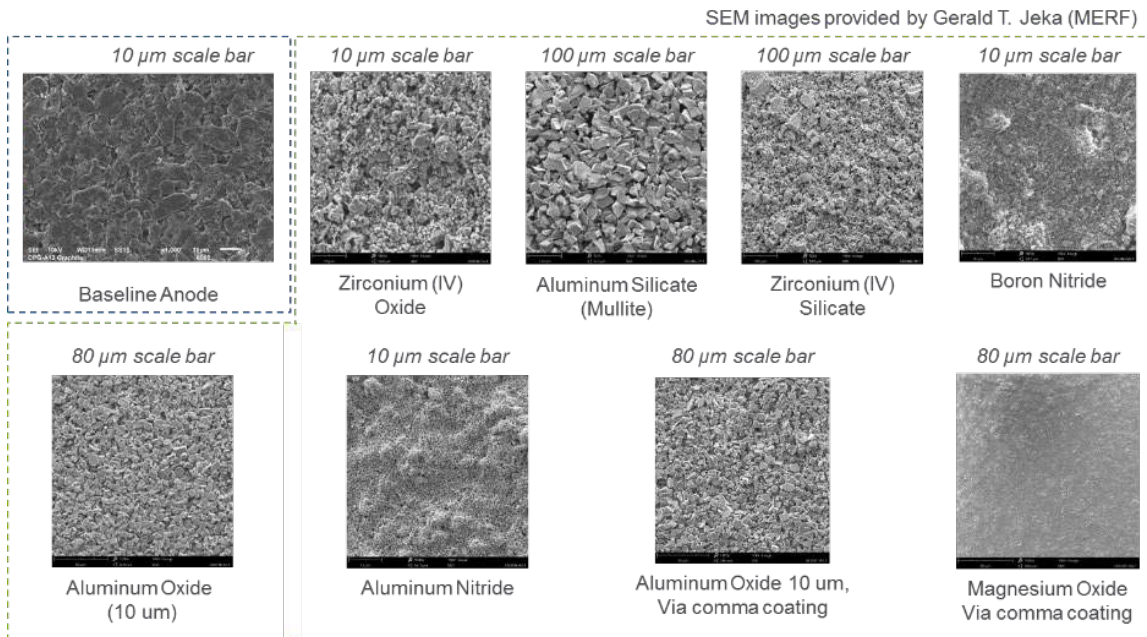 SEM images provided by Gerald T. Jeka (MERF)
10 µm scale bar
10 µm scale bar
100 µm scale bar
100 µm scale bar
10 µm scale bar
CPG-A12 Graphite
Baseline Anode
Zirconium (IV)
Oxide
Aluminum Silicate
(Mullite)
Zirconium (IV)
Silicate
Boron Nitride
80 µm scale bar
10 µm scale bar
80 µm scale bar
80 µm scale bar
Aluminum Oxide
(10 um)
Aluminum Nitride
Aluminum Oxide 10 um,
Via comma coating
Magnesium Oxide
Via comma coating